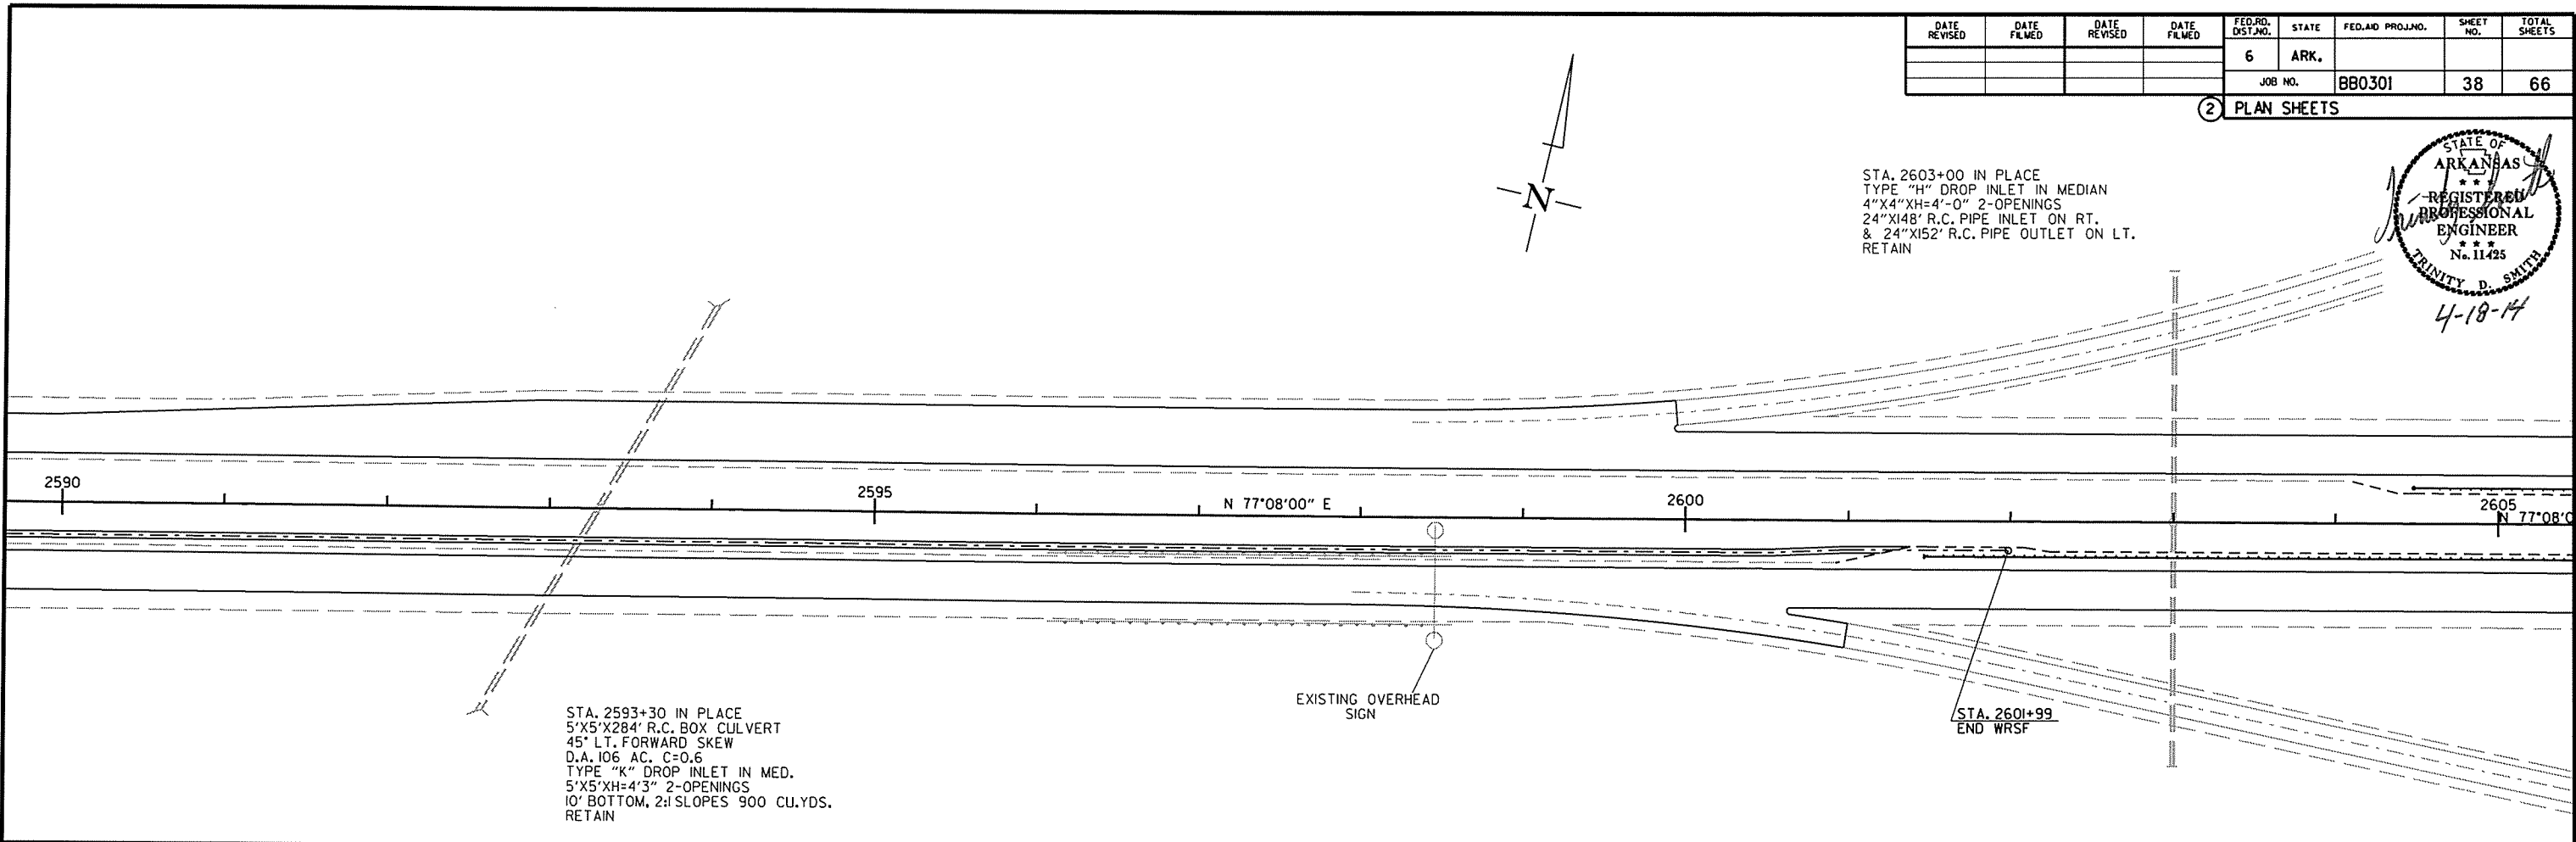 DATE REVISED
DATE FILMED
DATE REVISED
DATE FILMED
FED.RD. DIST.NO.
STATE
FED.AID PROJ.NO.
SHEET NO.
TOTAL SHEETS
6
ARK.
JOB NO.
BB0301
38
66
2
PLAN SHEETS
STATE OF
ARKANSAS
★ ★ ★
REGISTERED
PROFESSIONAL
ENGINEER
★ ★ ★
No. 11425
TRINITY D. SMITH
4-18-14
N
STA. 2603+00 IN PLACE
TYPE "H" DROP INLET IN MEDIAN
4"X4"XH=4'-0" 2-OPENINGS
24"X148' R.C. PIPE INLET ON RT.
& 24"X152' R.C. PIPE OUTLET ON LT.
RETAIN
2590
2595
N 77°08'00" E
2600
2605
N 77°08'0
EXISTING OVERHEAD
SIGN
STA. 2601+99
END WRSF
STA. 2593+30 IN PLACE
5'X5'X284' R.C. BOX CULVERT
45° LT. FORWARD SKEW
D.A. 106 AC. C=0.6
TYPE "K" DROP INLET IN MED.
5'X5'XH=4'3" 2-OPENINGS
10' BOTTOM, 2:1 SLOPES 900 CU.YDS.
RETAIN